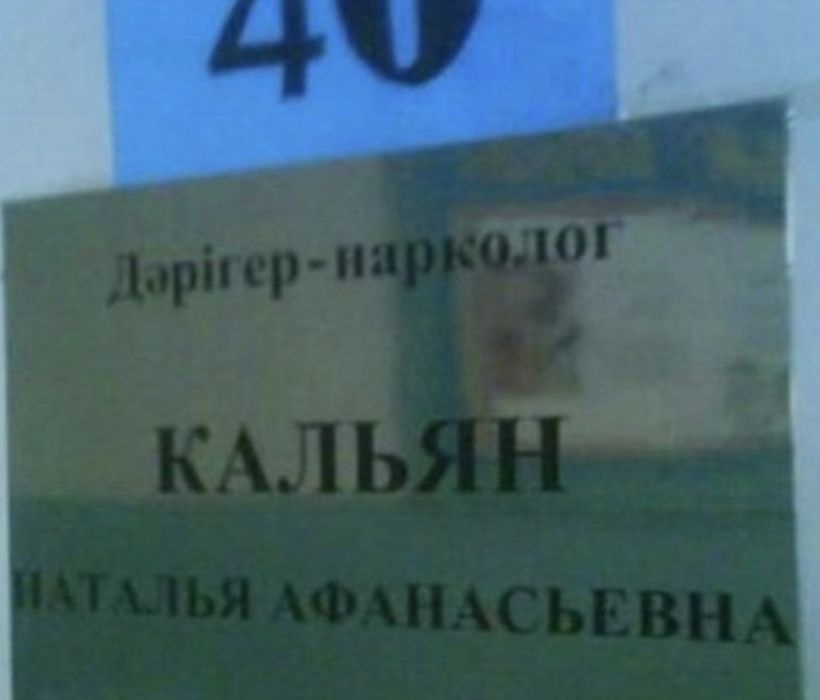 40
Дәрігер-нарколог
КАЛЬЯН
НАТАЛЬЯ АФАНАСЬЕВНА